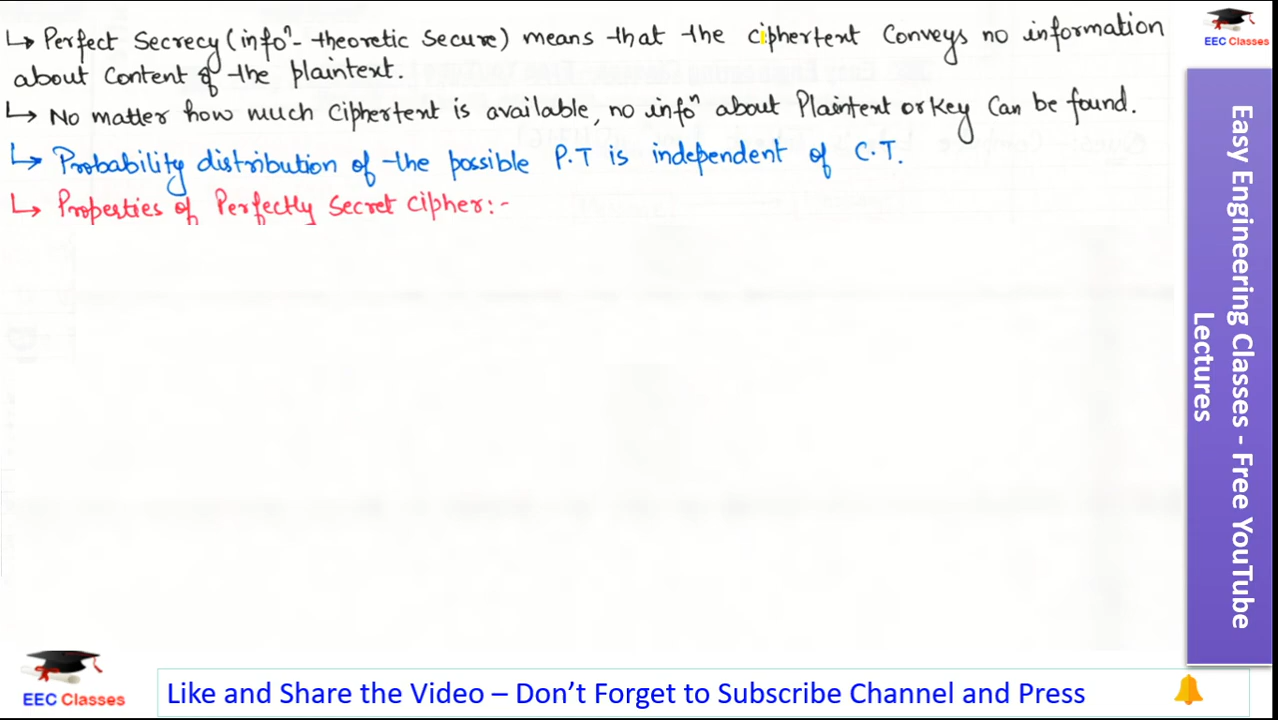 ↳ Perfect Secrecy (infoⁿ- theoretic Secure) means that the ciphertext Conveys no information
about Content of the plaintext.
↳ No matter how much Ciphertext is available, no infoⁿ about Plaintext or Key Can be found.
↳ Probability distribution of the possible P.T is independent of C.T.
↳ Properties of Perfectly Secret Cipher:-
EEC Classes
Easy Engineering Classes - Free YouTube
Lectures
EEC Classes
Like and Share the Video – Don't Forget to Subscribe Channel and Press